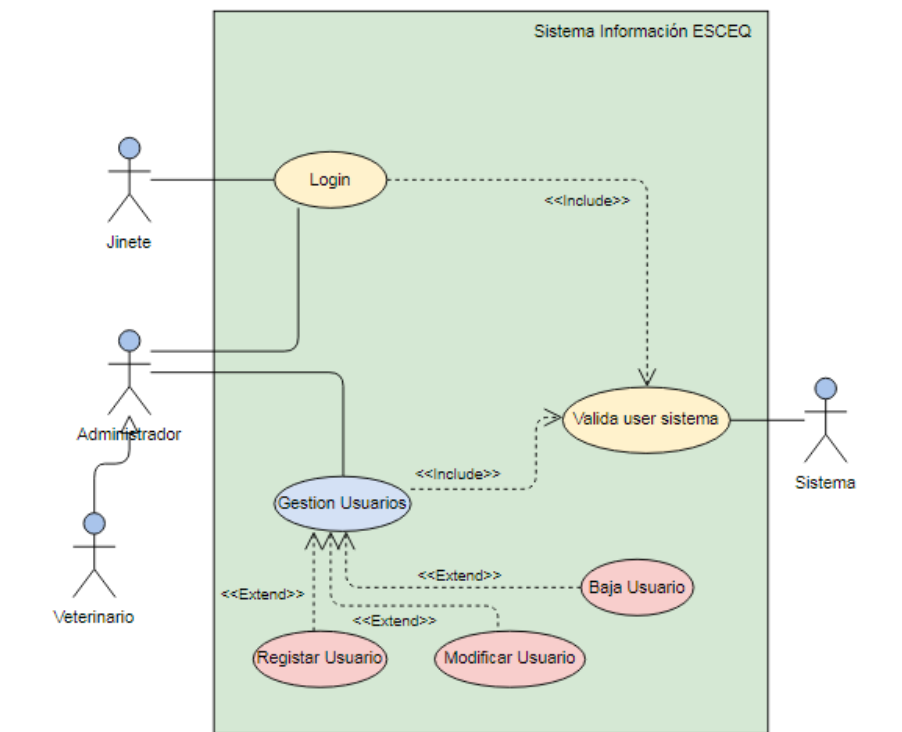 Sistema Información ESCEQ
Login
<<Include>>
Jinete
Administrador
Valida user sistema
Sistema
<<Include>>
Gestion Usuarios
<<Extend>>
Baja Usuario
<<Extend>>
Veterinario
<<Extend>>
Registar Usuario
Modificar Usuario